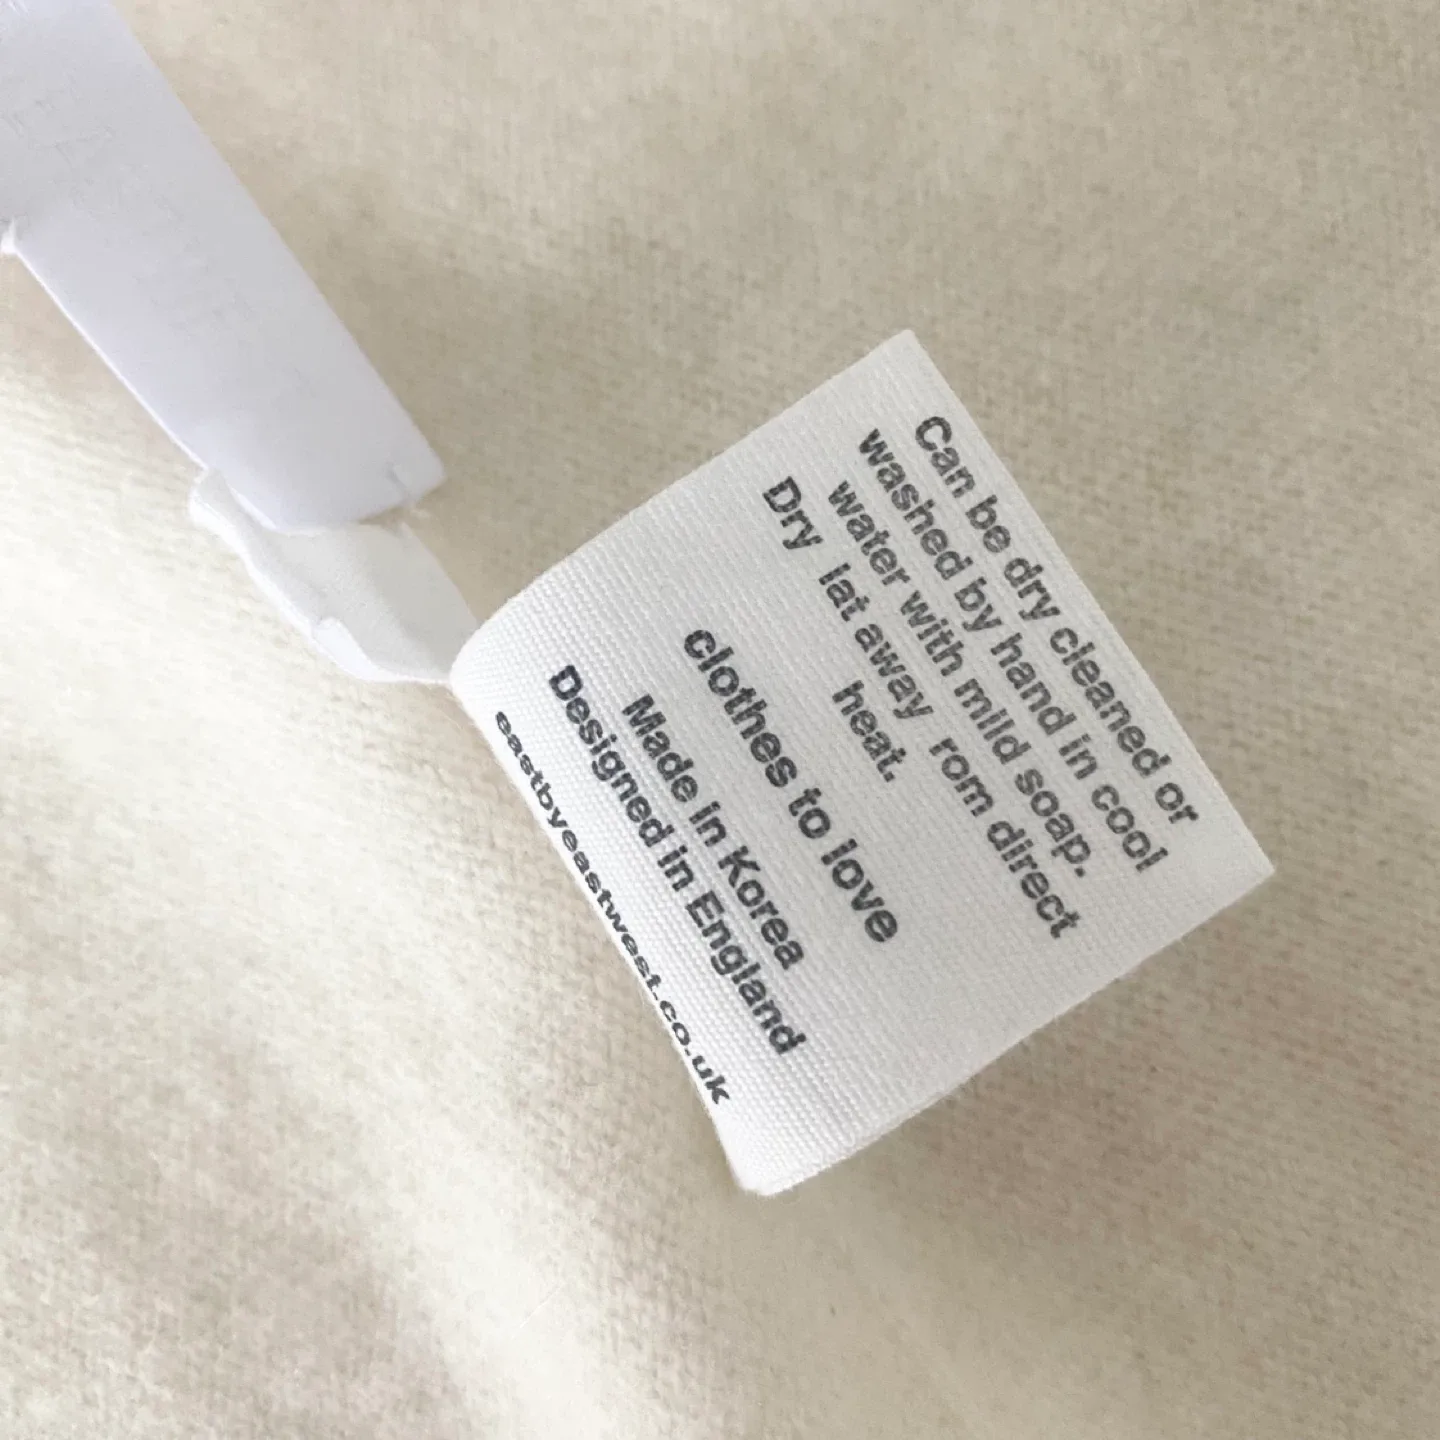 Can be dry cleaned or
washed by hand in cool
water with mild soap.
Dry lat away rom direct
heat.
clothes to love
Made in Korea
Designed in England
eastbyeastwest.co.uk